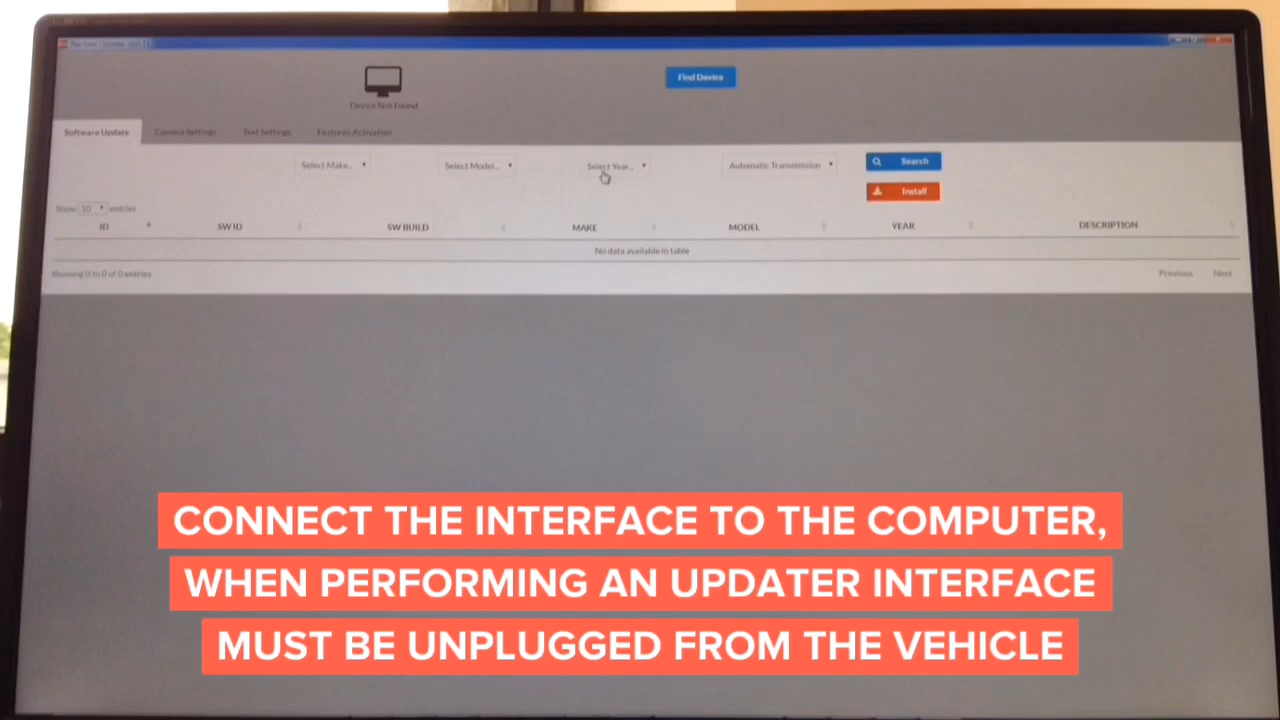 Find Device
Device Not Found
Software Update Camera Settings Text Settings Features Activation
Select Make... Select Model... Select Year... Automatic Transmission Search
Install
Show 10 entries
ID SW ID SW BUILD MAKE MODEL YEAR DESCRIPTION
No data available in table
Showing 0 to 0 of 0 entries Previous Next
CONNECT THE INTERFACE TO THE COMPUTER,
WHEN PERFORMING AN UPDATER INTERFACE
MUST BE UNPLUGGED FROM THE VEHICLE